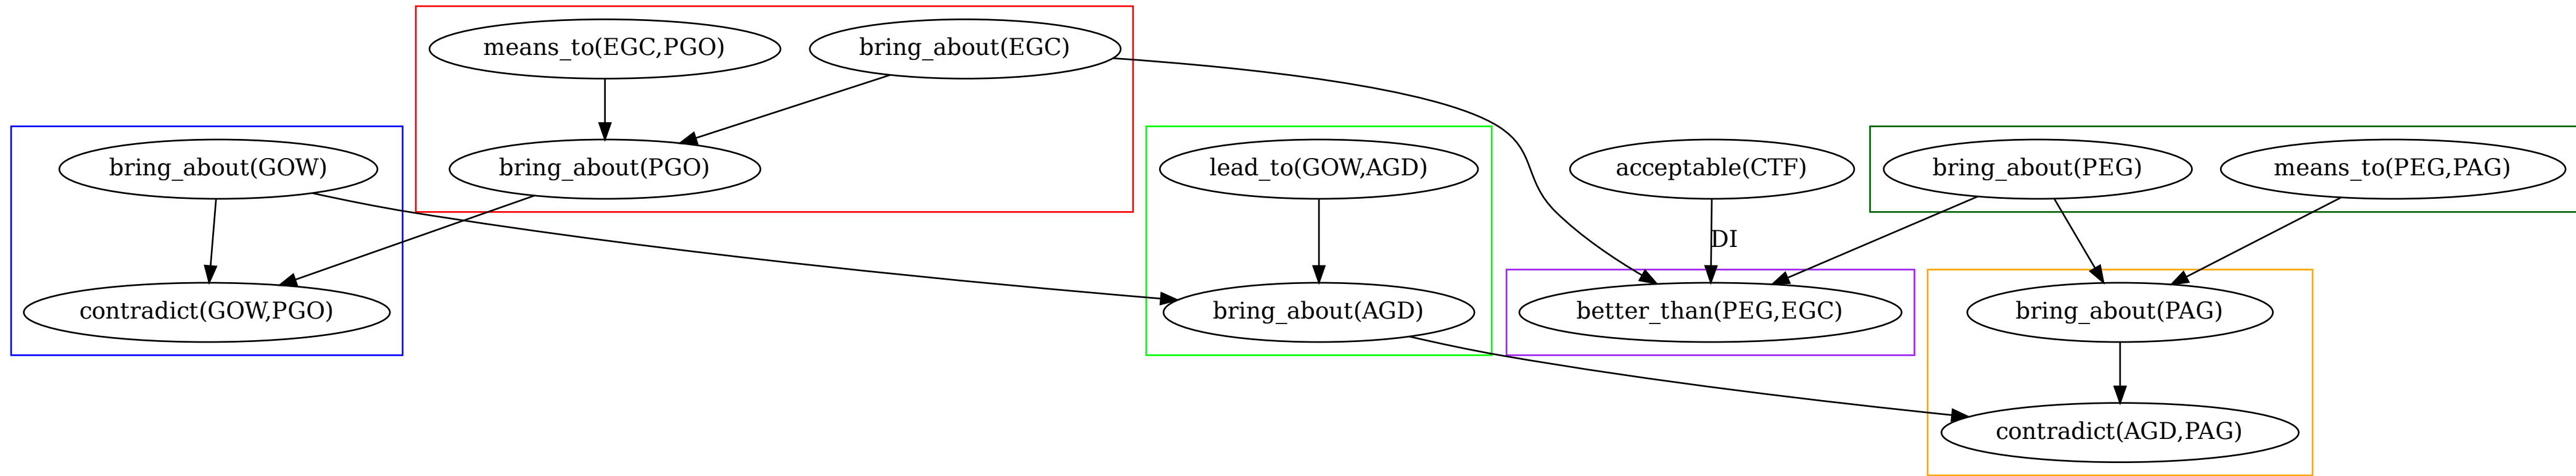 means_to(EGC,PGO)
bring_about(EGC)
bring_about(GOW)
bring_about(PGO)
lead_to(GOW,AGD)
acceptable(CTF)
bring_about(PEG)
means_to(PEG,PAG)
DI
contradict(GOW,PGO)
bring_about(AGD)
better_than(PEG,EGC)
bring_about(PAG)
contradict(AGD,PAG)